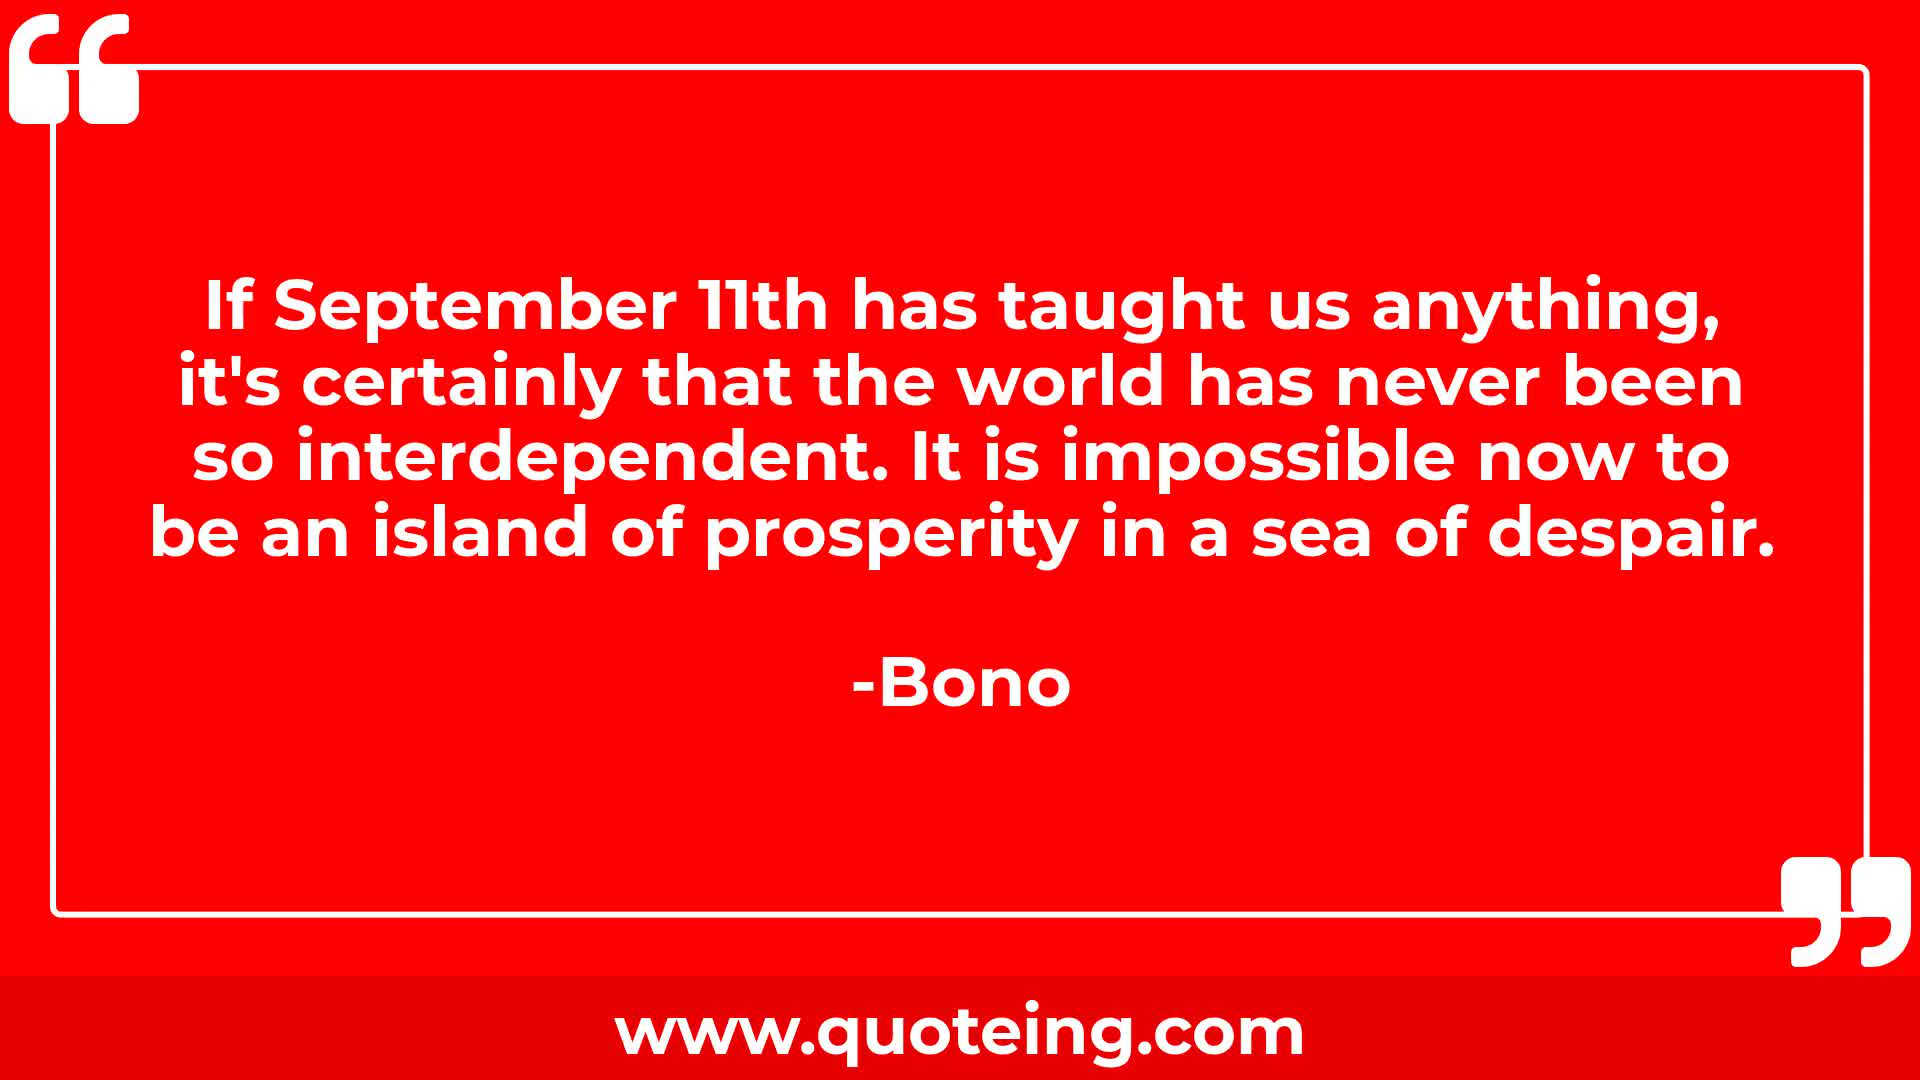 If September 11th has taught us anything,
it's certainly that the world has never been
so interdependent. It is impossible now to
be an island of prosperity in a sea of despair.
-Bono
www.quoteing.com